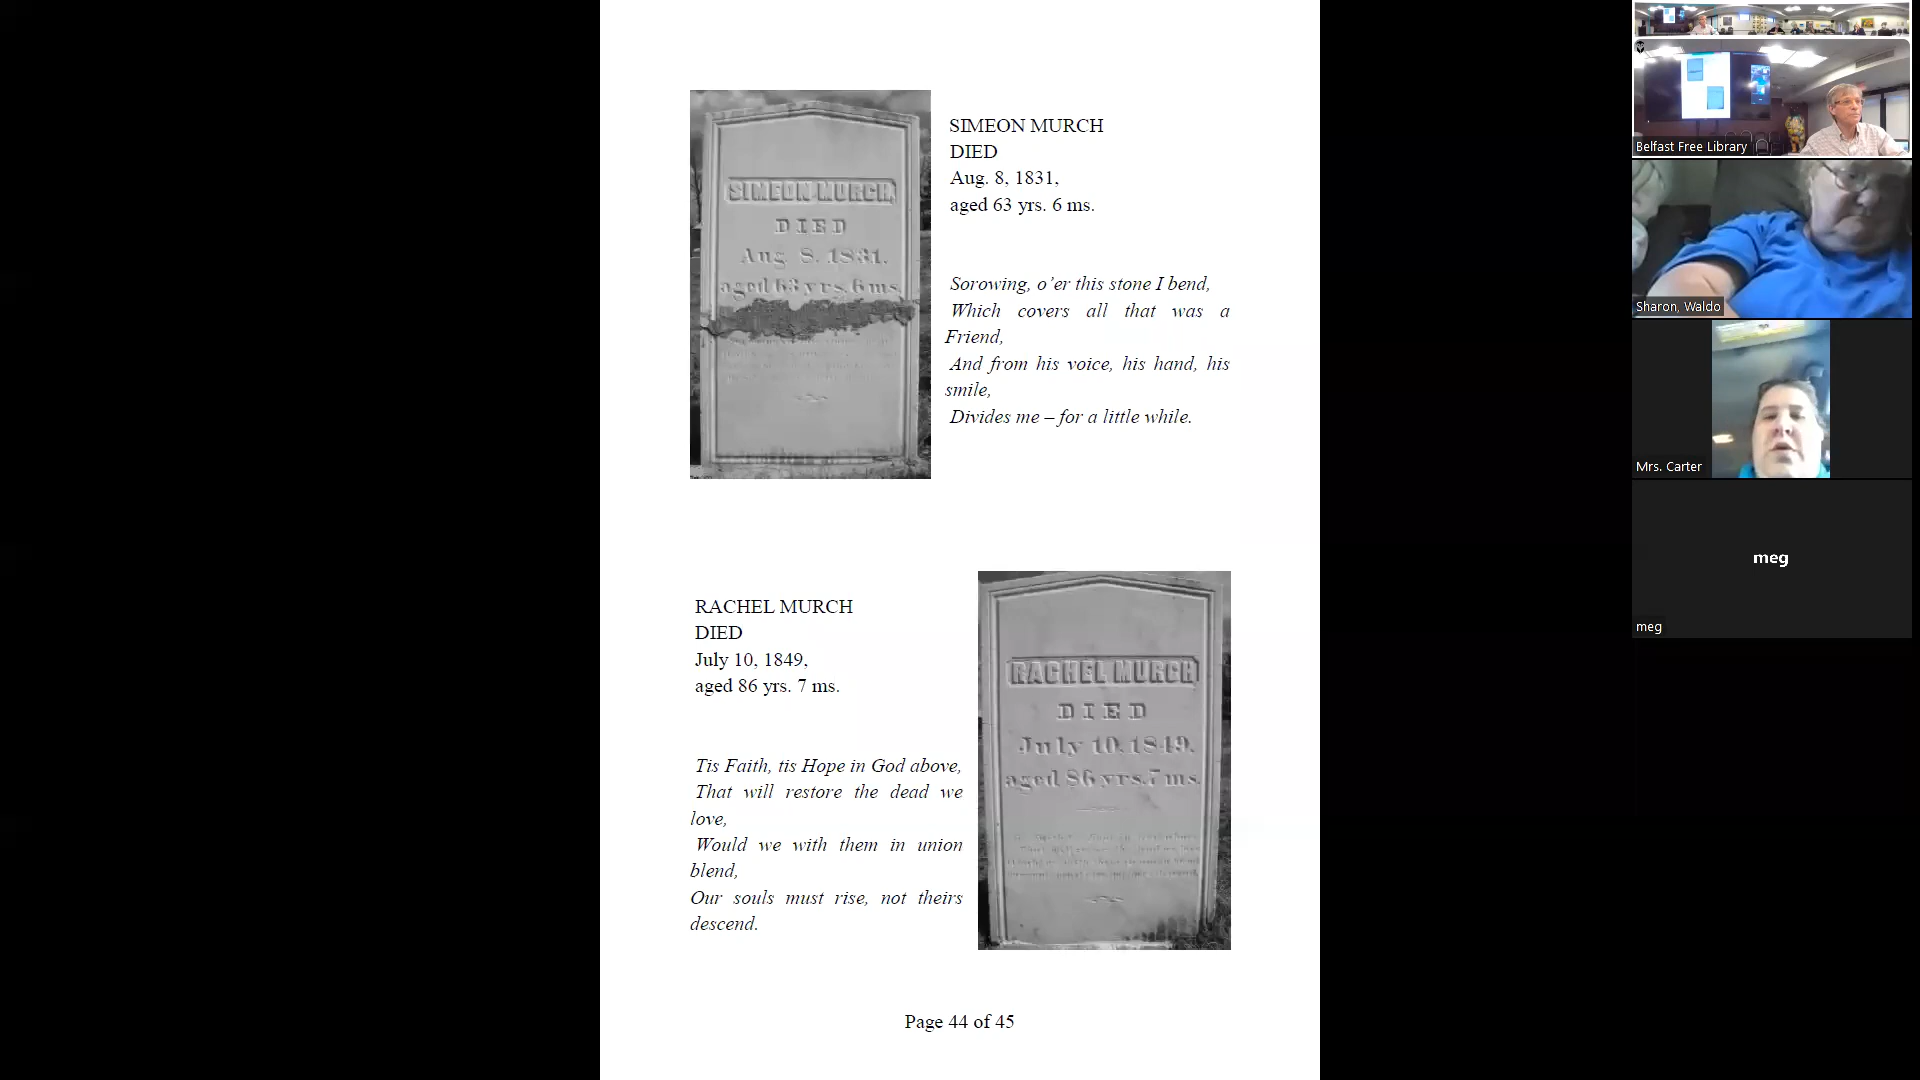 SIMEON MURCH
DIED
Aug. 8. 1831.
aged 63 yrs. 6 ms.
SIMEON MURCH
DIED
Aug. 8, 1831,
aged 63 yrs. 6 ms.
Sorowing, o’er this stone I bend,
Which covers all that was a
Friend,
And from his voice, his hand, his
smile,
Divides me – for a little while.
RACHEL MURCH
DIED
July 10, 1849,
aged 86 yrs. 7 ms.
Tis Faith, tis Hope in God above,
That will restore the dead we
love,
Would we with them in union
blend,
Our souls must rise, not theirs
descend.
RACHEL MURCH
DIED
July 10. 1849.
aged 86 yrs. 7 ms.
Page 44 of 45
Belfast Free Library
Sharon, Waldo
Mrs. Carter
meg
meg